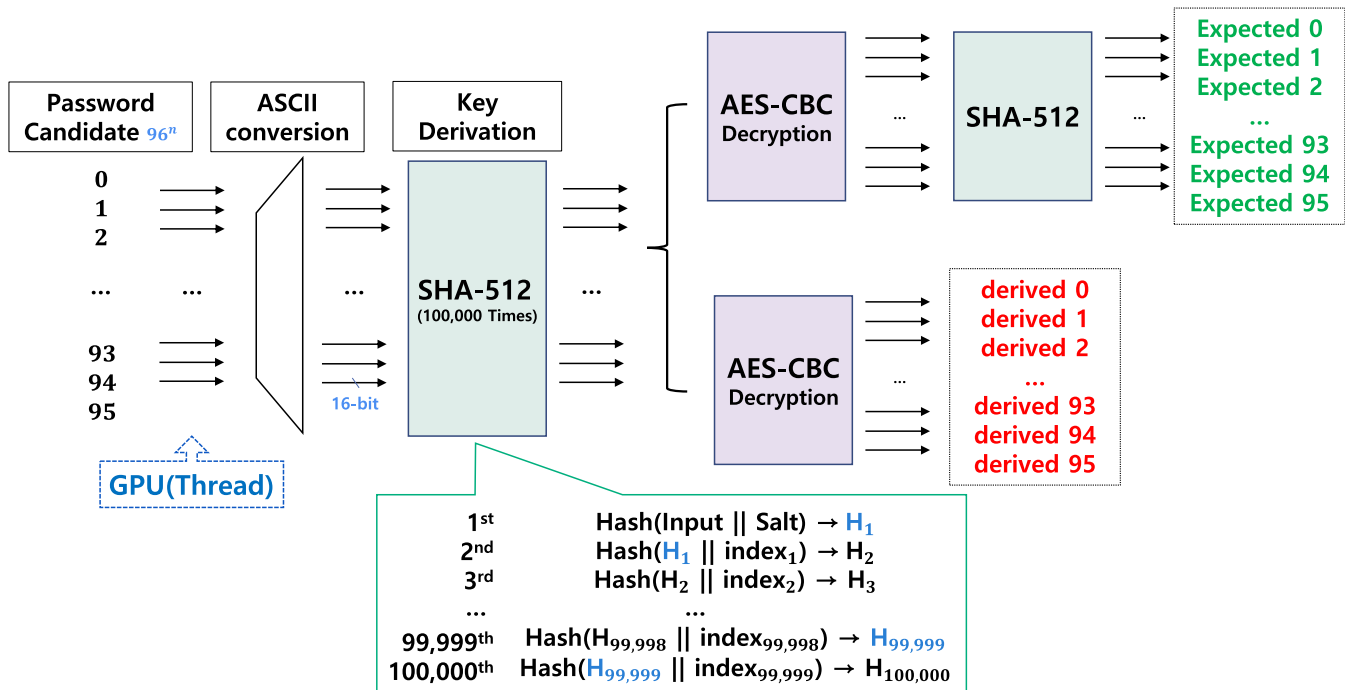 Password
Candidate 96ⁿ
0
1
2
...
93
94
95
GPU(Thread)
...
ASCII
conversion
...
16-bit
Key
Derivation
SHA-512
(100,000 Times)
...
AES-CBC
Decryption
...
SHA-512
...
Expected 0
Expected 1
Expected 2
...
Expected 93
Expected 94
Expected 95
AES-CBC
Decryption
...
derived 0
derived 1
derived 2
...
derived 93
derived 94
derived 95
1ˢᵗ Hash(Input || Salt) → H₁
2ⁿᵈ Hash(H₁ || index₁) → H₂
3ʳᵈ Hash(H₂ || index₂) → H₃
... ...
99,999ᵗʰ Hash(H₉₉,₉₉₈ || index₉₉,₉₉₈) → H₉₉,₉₉₉
100,000ᵗʰ Hash(H₉₉,₉₉₉ || index₉₉,₉₉₉) → H₁₀₀,₀₀₀